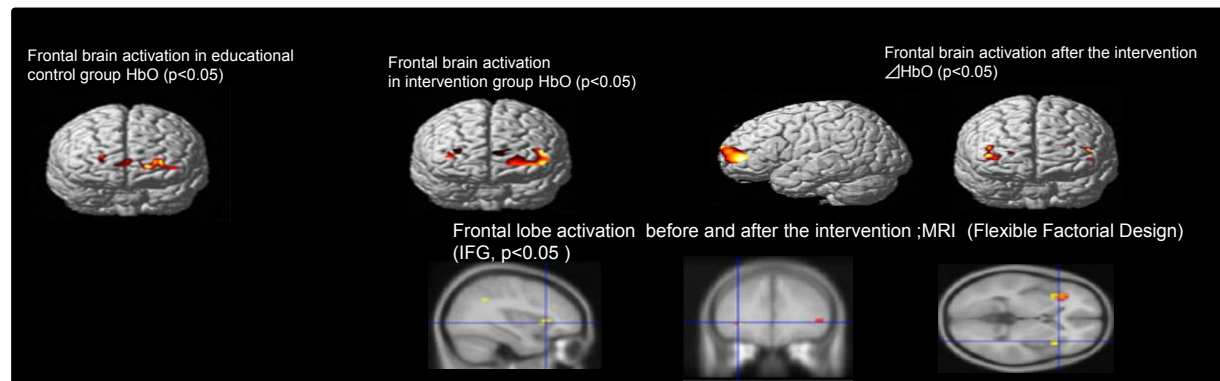 Frontal brain activation in educational
control group HbO (p<0.05)
Frontal brain activation
in intervention group HbO (p<0.05)
Frontal brain activation after the intervention
⊿HbO (p<0.05)
Frontal lobe activation  before and after the intervention ;MRI  (Flexible Factorial Design)
(IFG, p<0.05 )